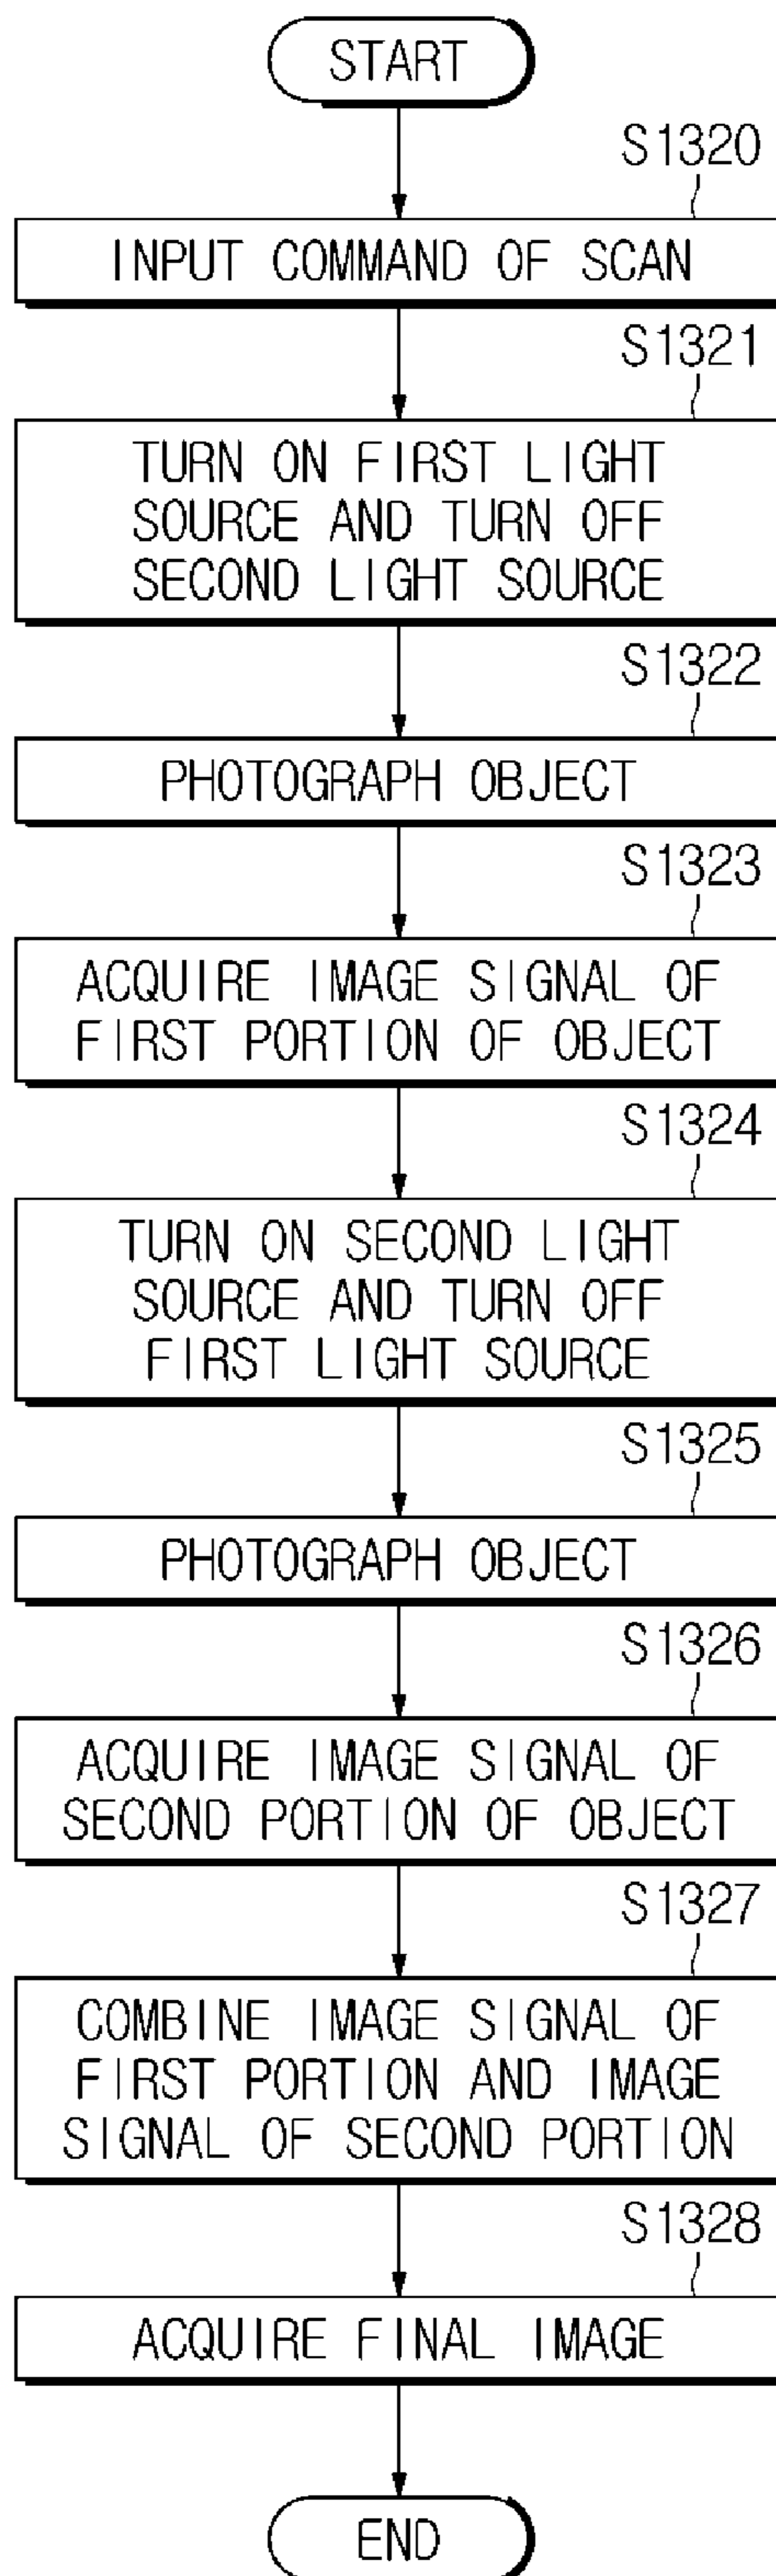 START
S1320
INPUT COMMAND OF SCAN
S1321
TURN ON FIRST LIGHT
SOURCE AND TURN OFF
SECOND LIGHT SOURCE
S1322
PHOTOGRAPH OBJECT
S1323
ACQUIRE IMAGE SIGNAL OF
FIRST PORTION OF OBJECT
S1324
TURN ON SECOND LIGHT
SOURCE AND TURN OFF
FIRST LIGHT SOURCE
S1325
PHOTOGRAPH OBJECT
S1326
ACQUIRE IMAGE SIGNAL OF
SECOND PORTION OF OBJECT
S1327
COMBINE IMAGE SIGNAL OF
FIRST PORTION AND IMAGE
SIGNAL OF SECOND PORTION
S1328
ACQUIRE FINAL IMAGE
END